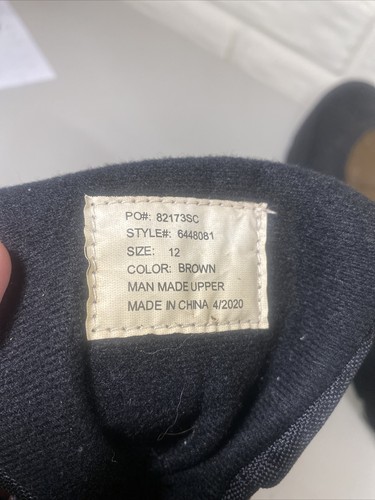 PO#: 82173SC
STYLE#: 6448081
SIZE: 12
COLOR: BROWN
MAN MADE UPPER
MADE IN CHINA 4/2020